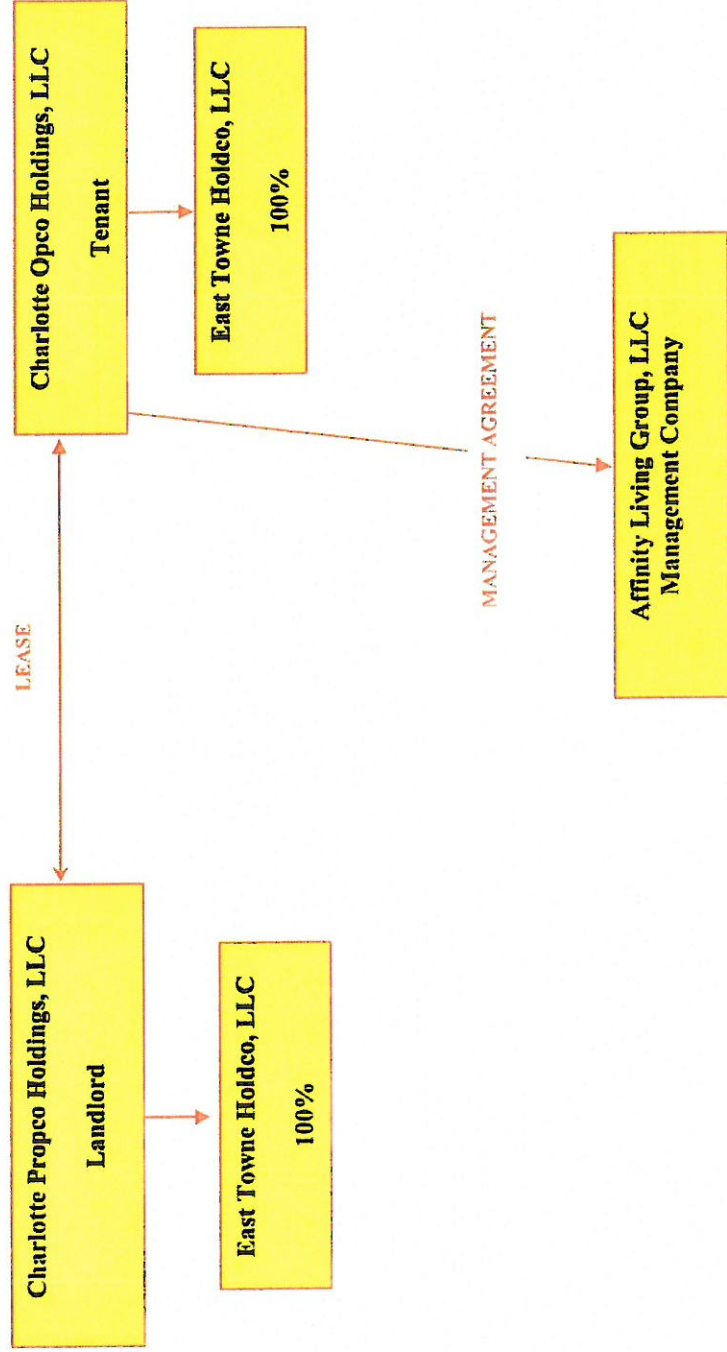 Charlotte Propco Holdings, LLC
Landlord
LEASE
Charlotte Opco Holdings, LLC
Tenant
East Towne Holdco, LLC
100%
East Towne Holdco, LLC
100%
MANAGEMENT AGREEMENT
Affinity Living Group, LLC
Management Company